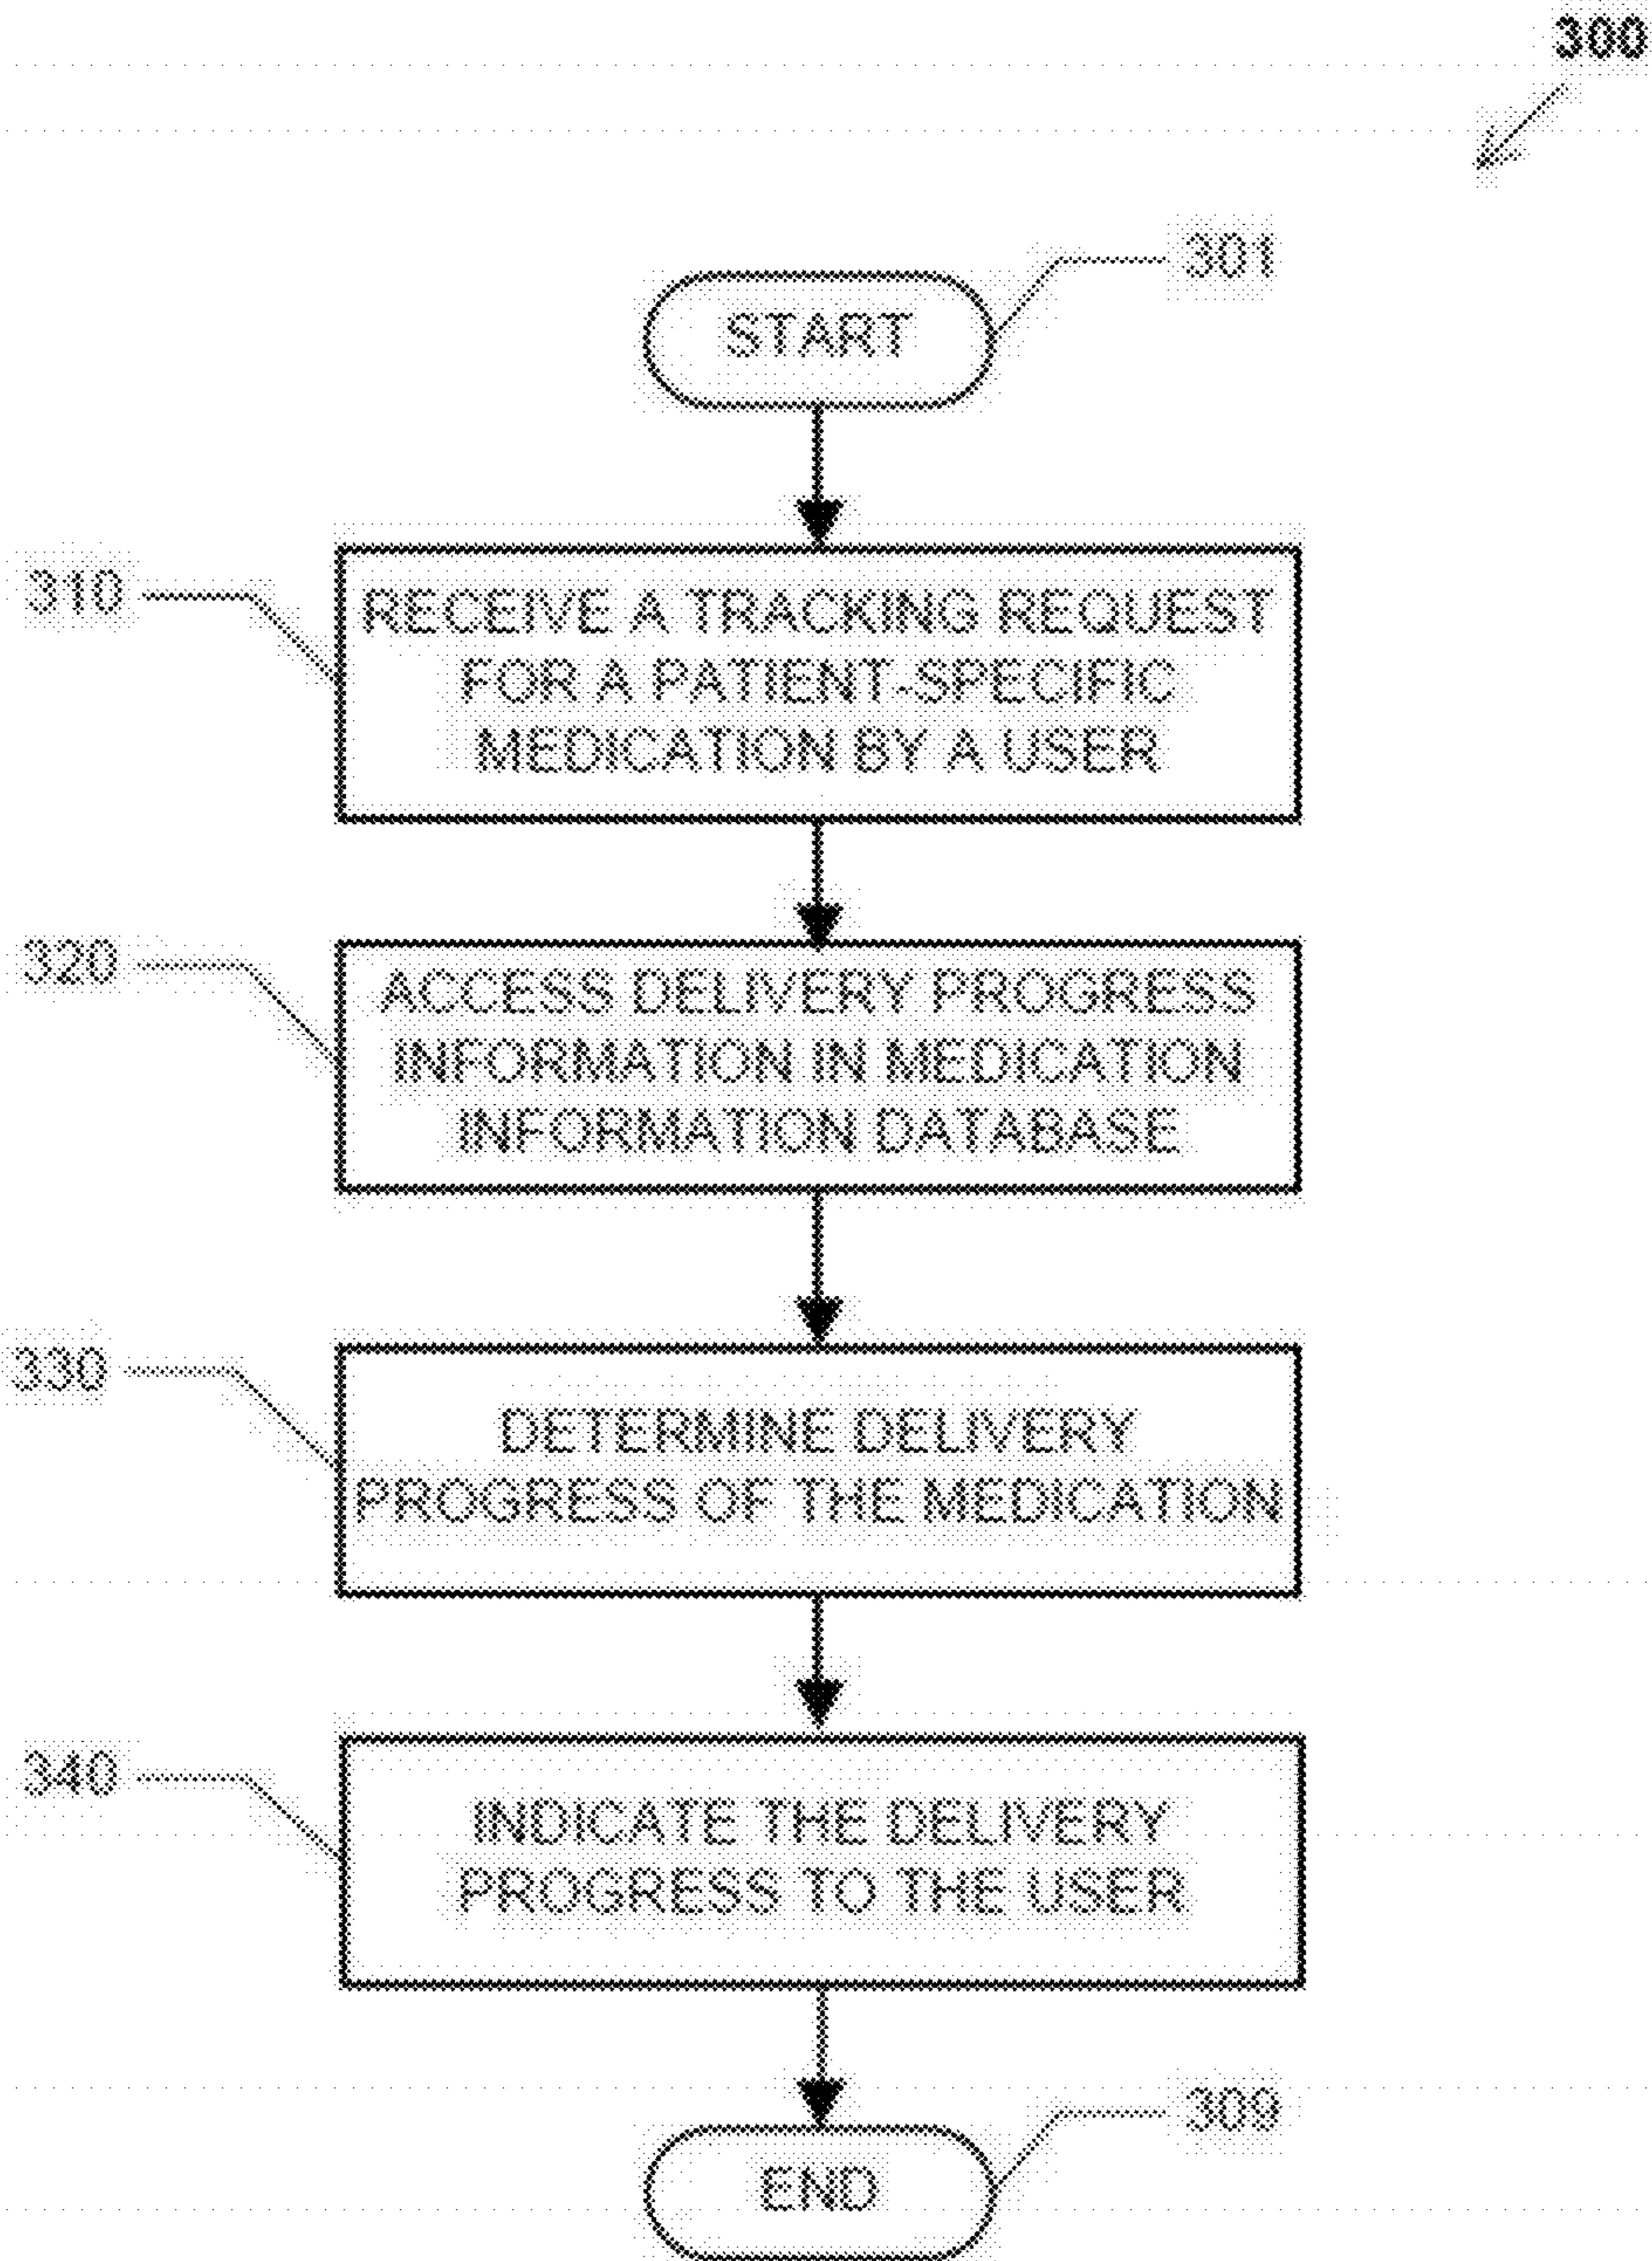 300
301
START
310
RECEIVE A TRACKING REQUEST
FOR A PATIENT-SPECIFIC
MEDICATION BY A USER
320
ACCESS DELIVERY PROGRESS
INFORMATION IN MEDICATION
INFORMATION DATABASE
330
DETERMINE DELIVERY
PROGRESS OF THE MEDICATION
340
INDICATE THE DELIVERY
PROGRESS TO THE USER
309
END